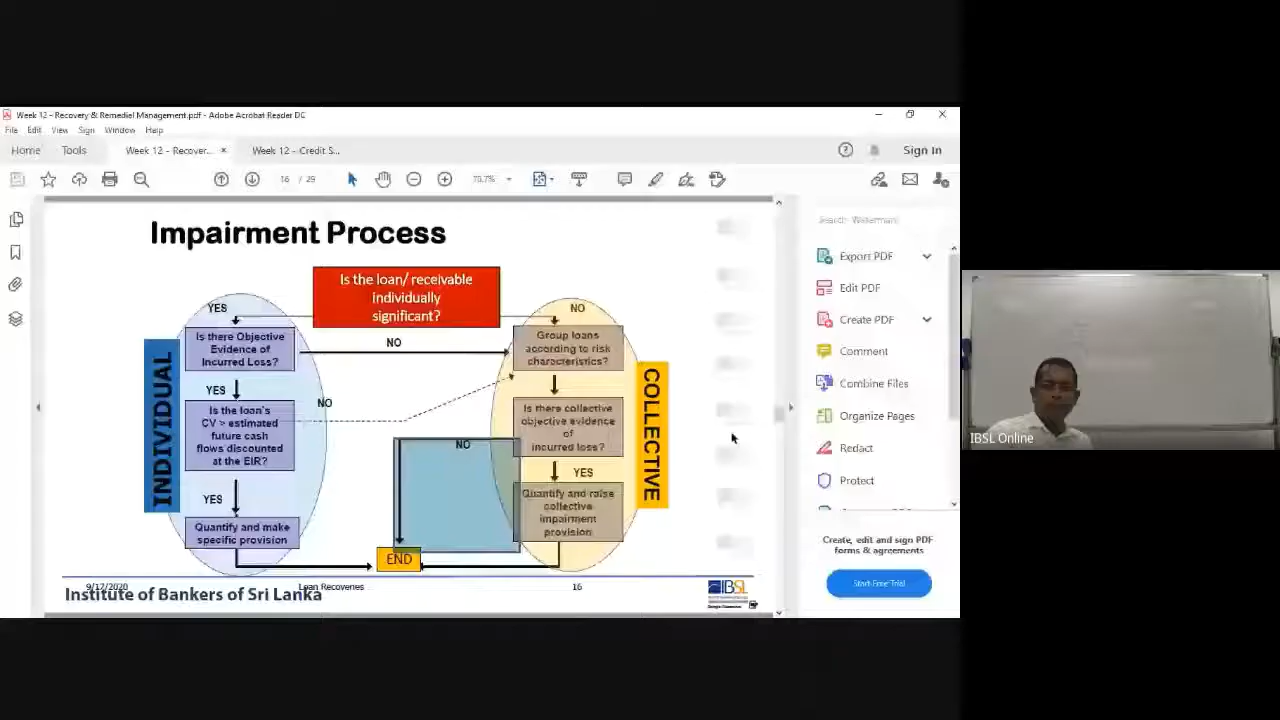 Week 12 - Recovery & Remedial Management.pdf - Adobe Acrobat Reader DC
File Edit View Sign Window Help
Home Tools Week 12 - Recover... × Week 12 - Credit S... Sign In
16 / 29
Impairment Process
Is the loan/ receivable
individually
significant?
YES
Is there Objective
Evidence of
Incurred Loss?
NO
YES
Is the loan's
CV > estimated
future cash
flows discounted
at the EIR?
NO
YES
Quantify and make
specific provision
INDIVIDUAL
NO
Group loans
according to risk
characteristics?
Is there collective
objective evidence
of
incurred loss?
NO
YES
Quantify and raise
collective
impairment
provision
COLLECTIVE
END
9/12/2020 Loan Recoveries 16
Institute of Bankers of Sri Lanka
IBSL
Export PDF
Edit PDF
Create PDF
Comment
Combine Files
Organize Pages
Redact
Protect
Create, edit and sign PDF
forms & agreements
Start Free Trial
IBSL Online